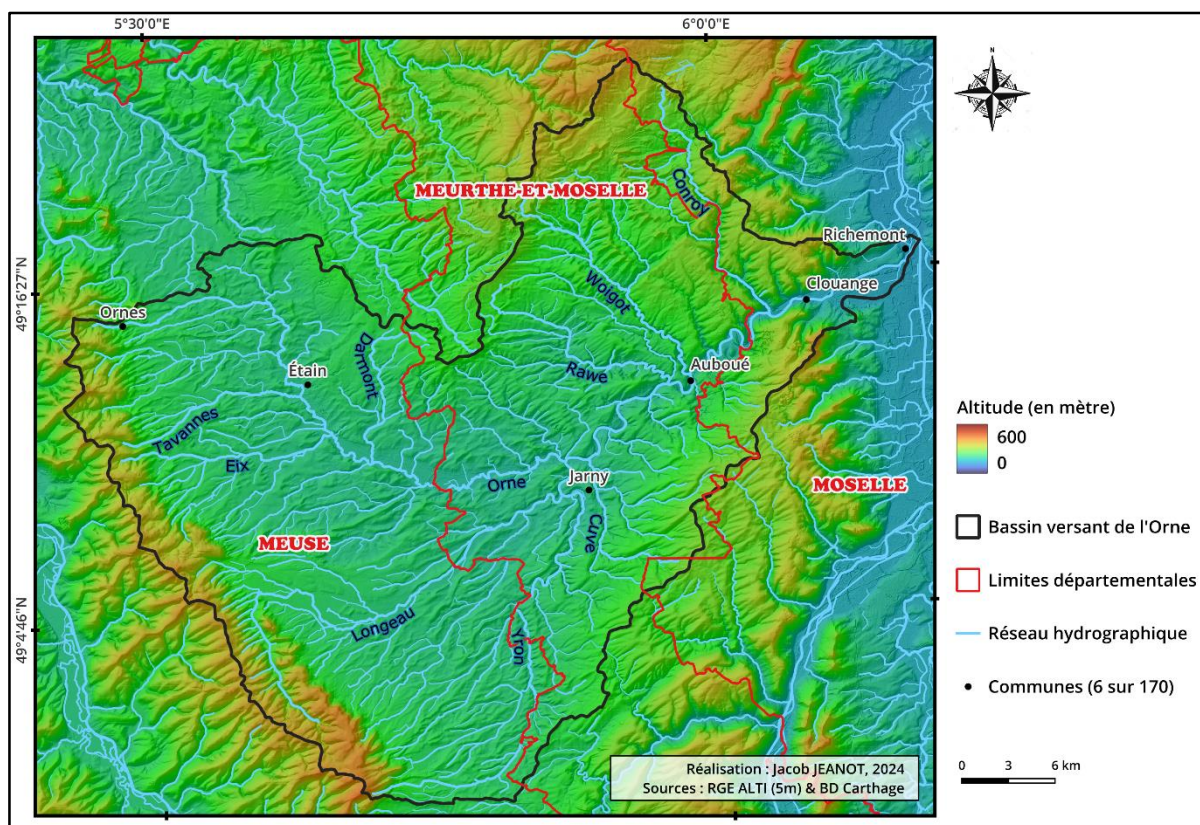 5°30'0"E
6°0'0"E
N
MEURTHE-ET-MOSELLE
Conroy
Richemont
49°16'27"N
Clouange
Woigot
Ornes
Darmont
Étain
Rawe
Auboué
Altitude (en mètre)
600
0
Tavannes
Eix
Orne
Jarny
MOSELLE
Cuve
MEUSE
Bassin versant de l'Orne
Limites départementales
Longeau
Yron
49°4'46"N
Réseau hydrographique
Communes (6 sur 170)
Réalisation : Jacob JEANOT, 2024
Sources : RGE ALTI (5m) & BD Carthage
0 3 6 km